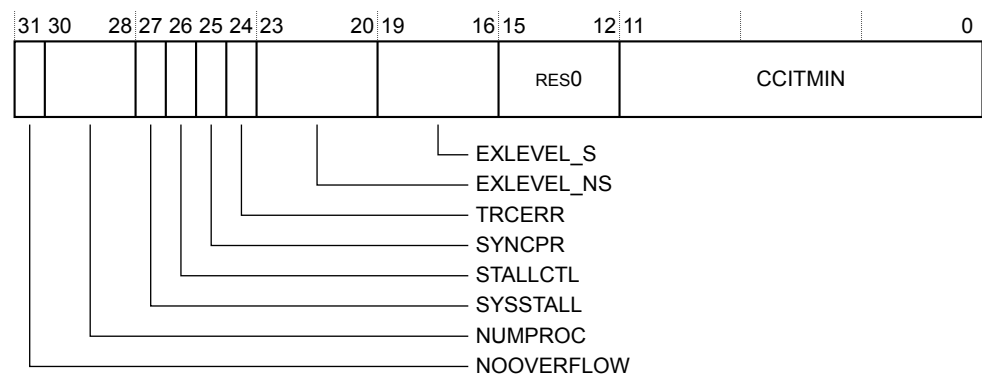 31 30 28 27 26 25 24 23 20 19 16 15 12 11 0
RES0 CCITMIN
EXLEVEL_S
EXLEVEL_NS
TRCERR
SYNCPR
STALLCTL
SYSSTALL
NUMPROC
NOOVERFLOW